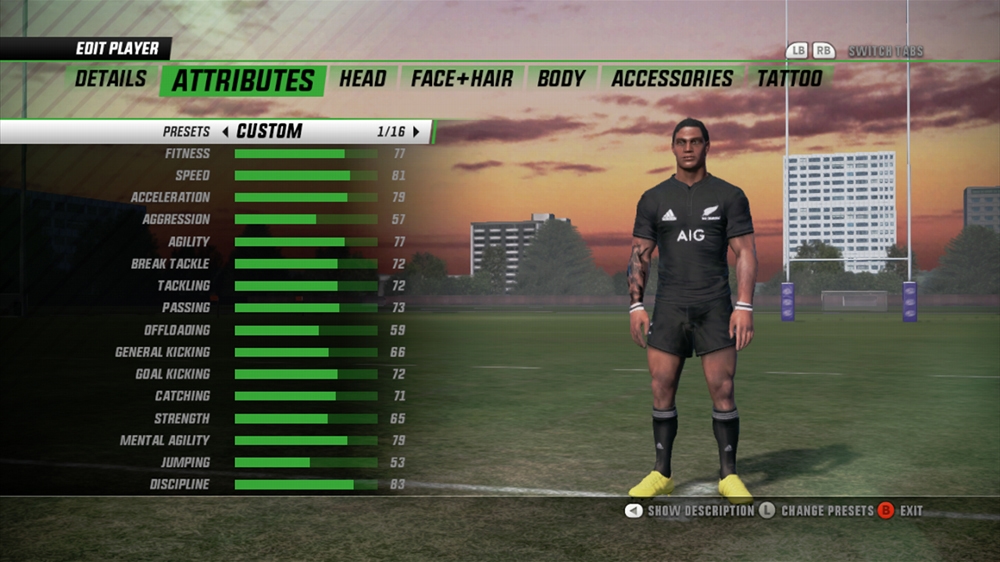 EDIT PLAYER
LB RB SWITCH TABS
DETAILS ATTRIBUTES HEAD FACE+HAIR BODY ACCESSORIES TATTOO
PRESETS CUSTOM 1/16
FITNESS 77
SPEED 81
ACCELERATION 79
AGGRESSION 57
AGILITY 77
BREAK TACKLE 72
TACKLING 72
PASSING 73
OFFLOADING 59
GENERAL KICKING 66
GOAL KICKING 72
CATCHING 71
STRENGTH 65
MENTAL AGILITY 79
JUMPING 53
DISCIPLINE 83
AIG
SHOW DESCRIPTION L CHANGE PRESETS B EXIT